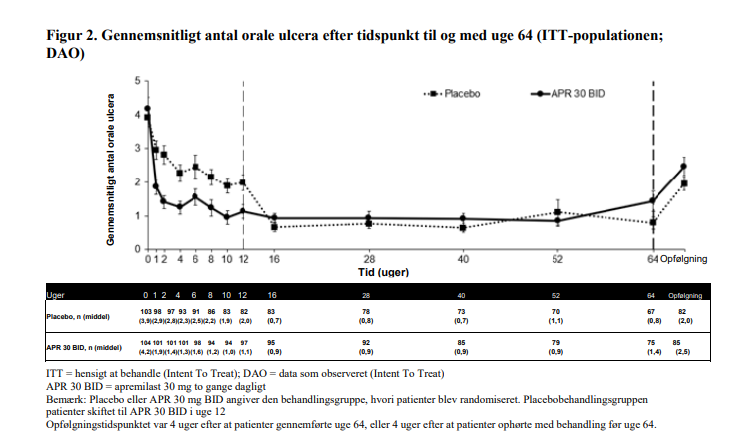 Figur 2. Gennemsnitligt antal orale ulcera efter tidspunkt til og med uge 64 (ITT-populationen;
DAO)
Gennemsnitligt antal orale ulcera
5
4
3
2
1
0
Placebo
APR 30 BID
0 1 2 4 6 8 10 12 16 28 40 52 64 Opfølgning
Tid (uger)
Uger 0 1 2 4 6 8 10 12 16 28 40 52 64 Opfølgning
Placebo, n (middel) 103 98 97 93 91 86 83 82 83 78 73 70 67 82
(3,9)(2,9)(2,8)(2,3)(2,5)(2,2) (1,9) (2,0) (0,7) (0,8) (0,7) (1,1) (0,8) (2,0)
APR 30 BID, n (middel) 104 101 101 101 98 94 94 97 95 92 85 79 75 85
(4,2)(1,9)(1,4)(1,3)(1,6) (1,2) (1,0) (1,1) (0,9) (0,9) (0,9) (0,9) (1,4) (2,5)
ITT = hensigt at behandle (Intent To Treat); DAO = data som observeret (Intent To Treat)
APR 30 BID = apremilast 30 mg to gange dagligt
Bemærk: Placebo eller APR 30 mg BID angiver den behandlingsgruppe, hvori patienter blev randomiseret. Placebobehandlingsgruppen
patienter skiftet til APR 30 BID i uge 12
Opfølgningstidspunktet var 4 uger efter at patienter gennemførte uge 64, eller 4 uger efter at patienter ophørte med behandling før uge 64.